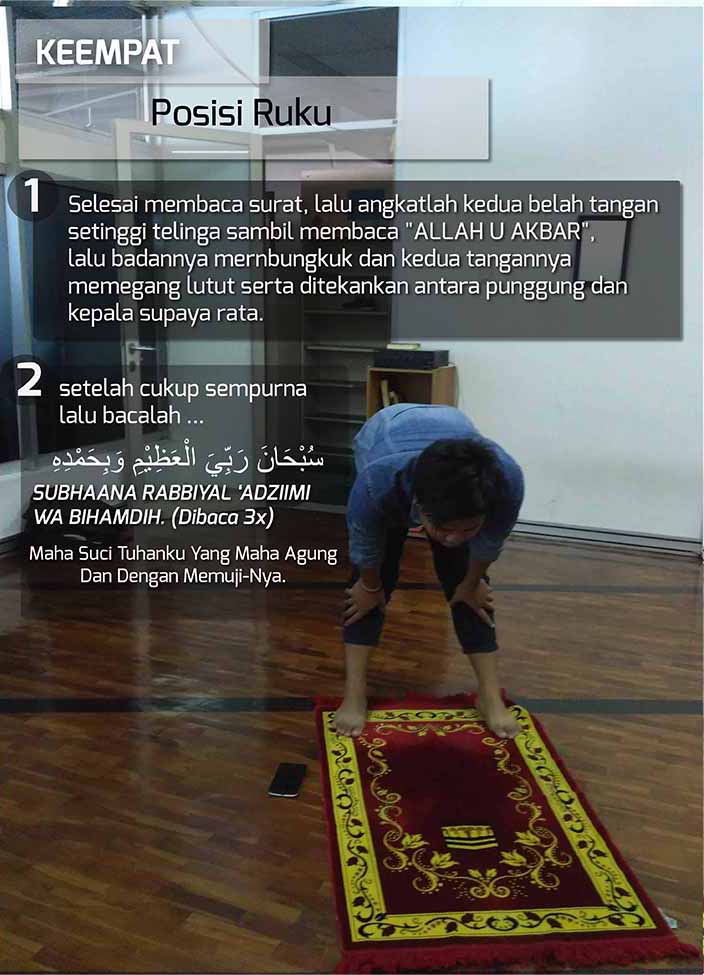 KEEMPAT
Posisi Ruku
1
Selesai membaca surat, lalu angkatlah kedua belah tangan
setinggi telinga sambil membaca "ALLAH U AKBAR",
lalu badannya mernbungkuk dan kedua tangannya
memegang lutut serta ditekankan antara punggung dan
kepala supaya rata.
2
setelah cukup sempurna
lalu bacalah ...
سُبْحَانَ رَبِّيَ الْعَظِيْمِ وَبِحَمْدِهِ
SUBHAANA RABBIYAL ‘ADZIIMI
WA BIHAMDIH. (Dibaca 3x)
Maha Suci Tuhanku Yang Maha Agung
Dan Dengan Memuji-Nya.